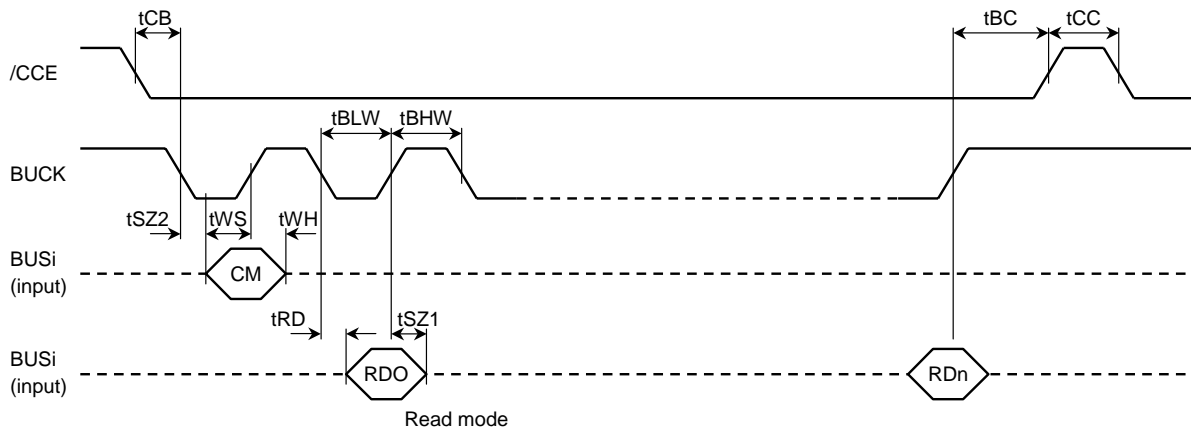 tCB
tBC
tCC
/CCE
tBLW
tBHW
BUCK
tSZ2
tWS
tWH
BUSi
(input)
CM
tRD
tSZ1
BUSi
(input)
RDO
RDn
Read mode